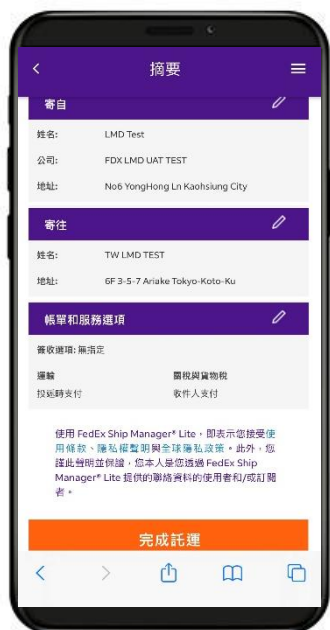 摘要
寄自
姓名: LMD Test
公司: FDX LMD UAT TEST
地址: No6 YongHong Ln Kaohsiung City
寄往
姓名: TW LMD TEST
地址: 6F 3-5-7 Ariake Tokyo-Koto-Ku
帳單和服務選項
簽收選項: 無指定
運輸 關稅與貨物稅
投遞時支付 收件人支付
使用 FedEx Ship Manager® Lite,即表示您接受使
用條款、隱私權聲明與全球隱私政策。此外,您
謹此聲明並保證,您本人是您透過 FedEx Ship
Manager® Lite 提供的聯絡資料的使用者和/或訂閱
者。
完成託運